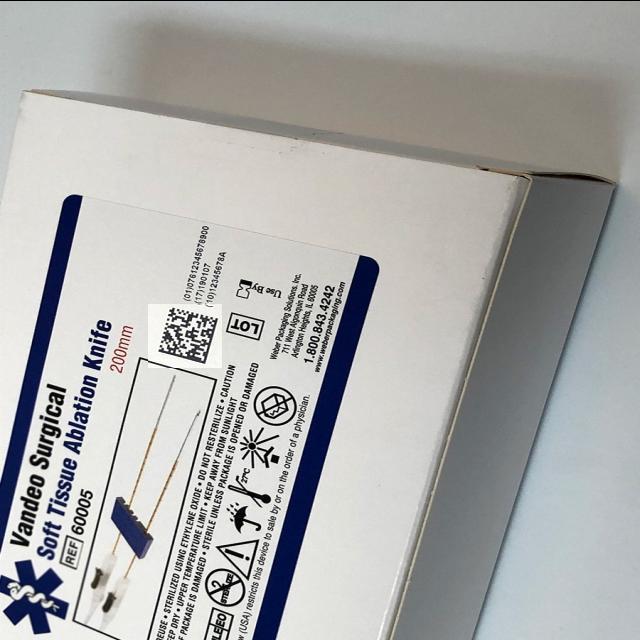 Vandeo Surgical
Soft Tissue Ablation Knife
REF 60005
200mm
(01)07612345678900
(17)190107
(10)12345678A
Use By
LOT
Weber Packaging Solutions, Inc.
711 West Algonquin Road
Arlington Heights, IL 60005
1.800.843.4242
www.weberpackaging.com
REUSE • STERILIZED USING ETHYLENE OXIDE • DO NOT RESTERILIZE • CAUTION
KEEP DRY • UPPER TEMPERATURE LIMIT • KEEP AWAY FROM SUNLIGHT
PACKAGE IS DAMAGED • STERILE UNLESS PACKAGE IS OPENED OR DAMAGED
EO
STERILIZE
27°C
(USA) restricts this device to sale by or on the order of a physician.